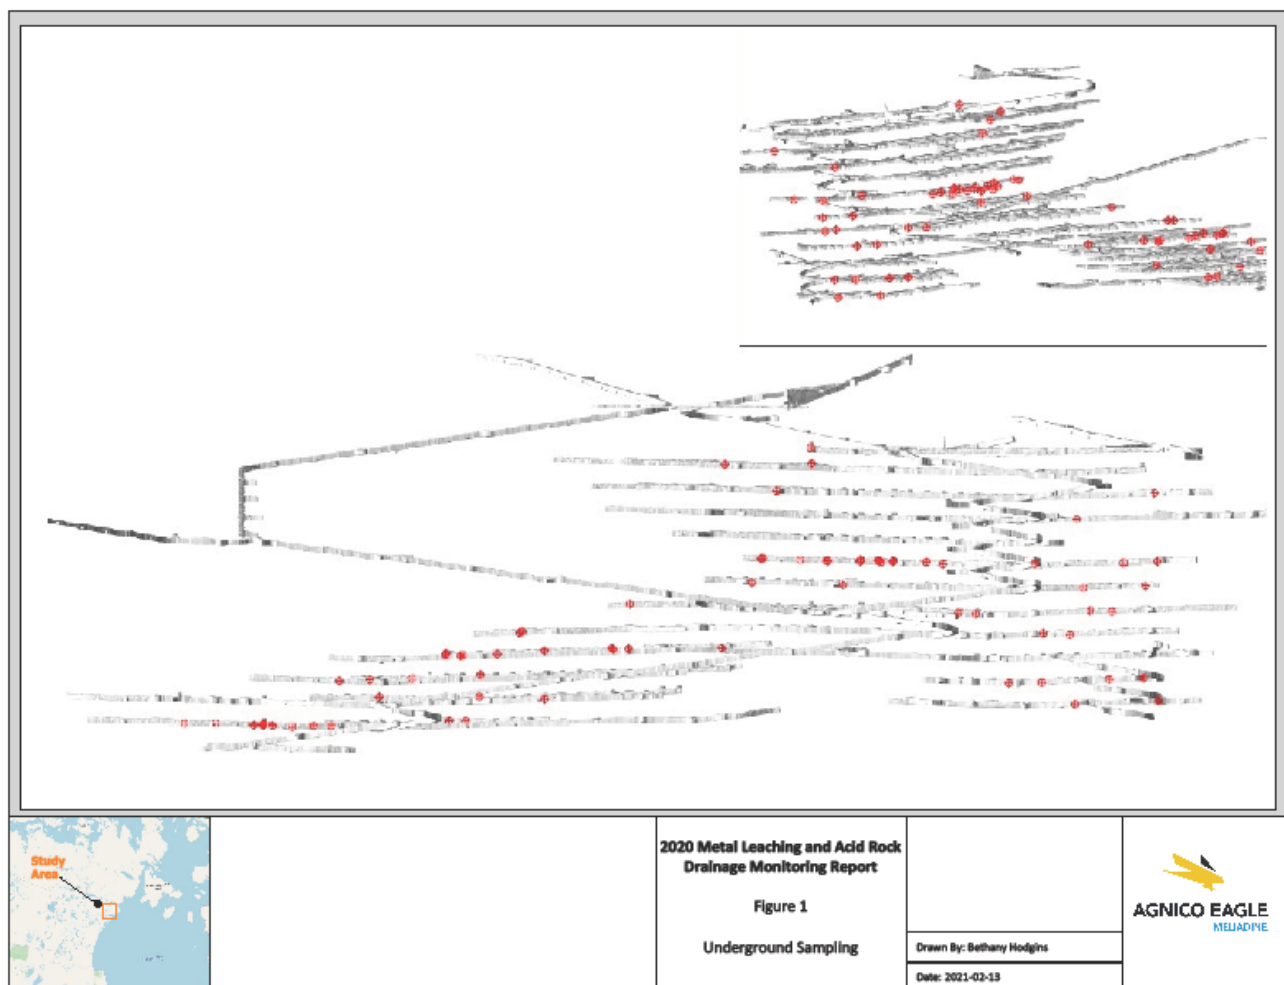 Study
Area
2020 Metal Leaching and Acid Rock
Drainage Monitoring Report
Figure 1
Underground Sampling
Drawn By: Bethany Hodgins
Date: 2021-02-13
AGNICO EAGLE
MELIADINE